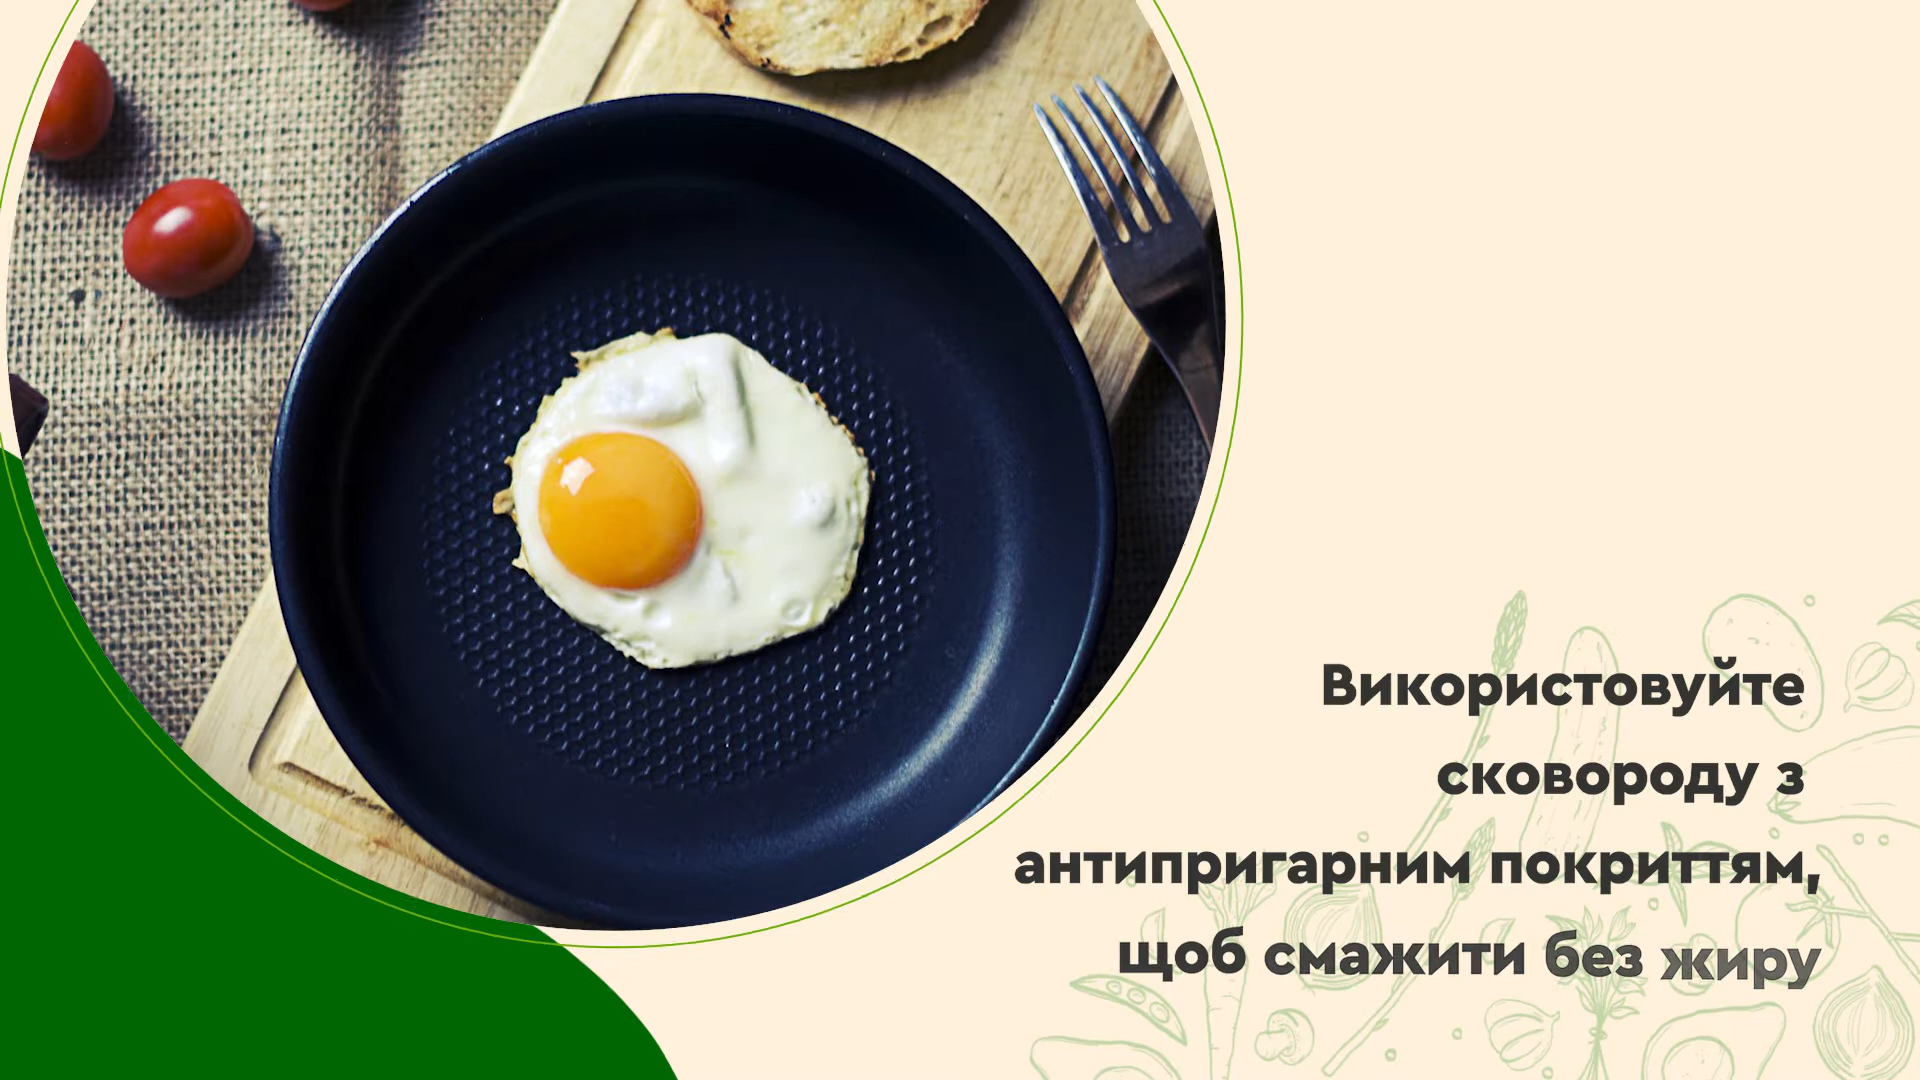 Використовуйте
сковороду з
антипригарним покриттям,
щоб смажити без жиру